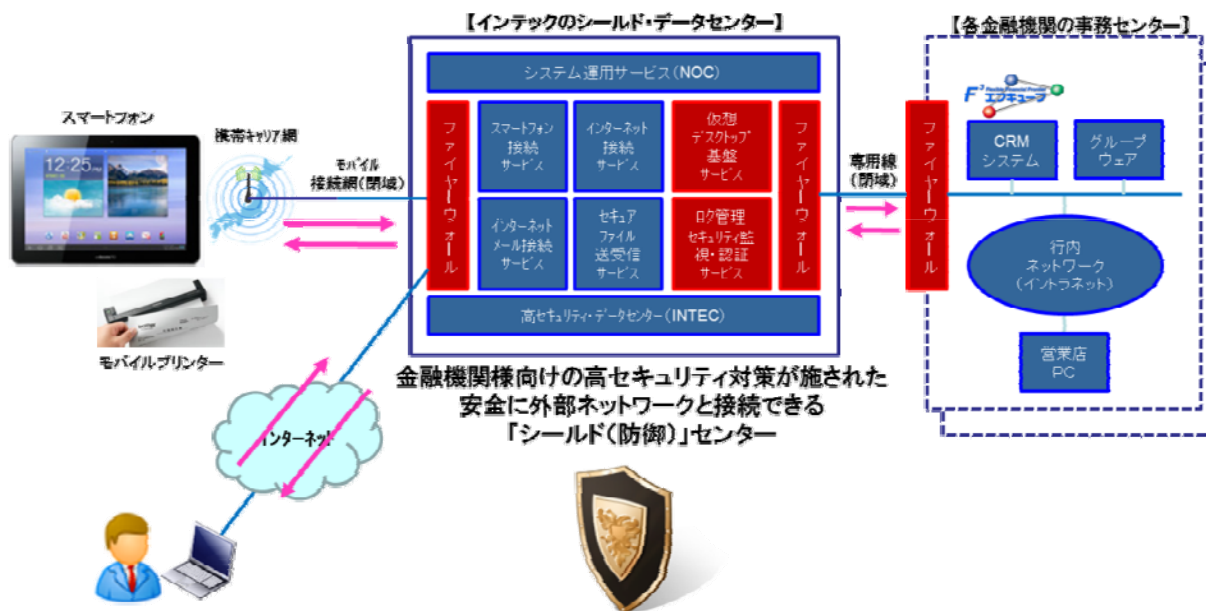 【インテックのシールド・データセンター】
【各金融機関の事務センター】
システム運用サービス(NOC)
スマートフォン
携帯キャリア網
モバイル
接続網(閉域)
ファイヤーウォール
スマートフォン
接続
サービス
インターネット
接続
サービス
仮想
デスクトップ
基盤
サービス
インターネット
メール接続
サービス
セキュア
ファイル
送受信
サービス
ログ管理
セキュリティ監
視・認証
サービス
ファイヤーウォール
高セキュリティ・データセンター(INTEC)
専用線
(閉域)
ファイヤーウォール
F³
Flexible Financial Frontier
エフキューブ
CRM
システム
グループ
ウェア
行内
ネットワーク
(イントラネット)
営業店
PC
12:25
モバイルプリンター
金融機関様向けの高セキュリティ対策が施された
安全に外部ネットワークと接続できる
「シールド(防御)」センター
インターネット